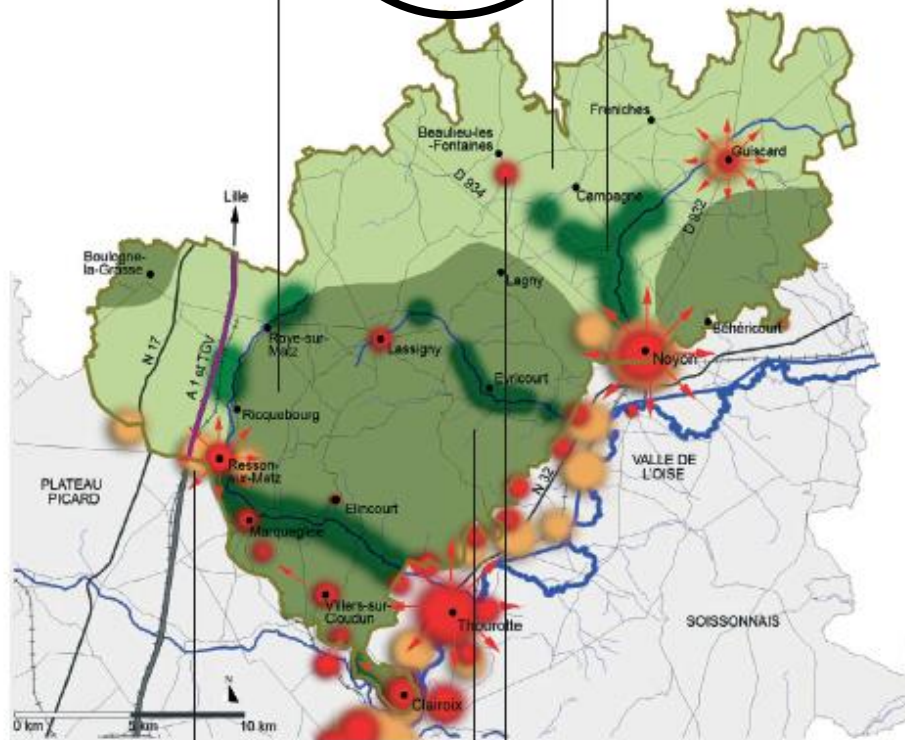 Freniches
Beaulieu-les
-Fontaines
Guiscard
D 934
Campagne
D 932
Lille
Boulogne-
la-Grasse
Lagny
N 17
A 1 et TGV
Roye-sur-
Matz
Lassigny
Béhéricourt
Noyon
Evricourt
Ricquebourg
Resson-
sur-Matz
VALLE DE
L'OISE
N 32
PLATEAU
PICARD
Elincourt
Marqueglise
Villers-sur-
Coudun
Thourotte
SOISSONNAIS
Clairoix
N
0 km
5 km
10 km